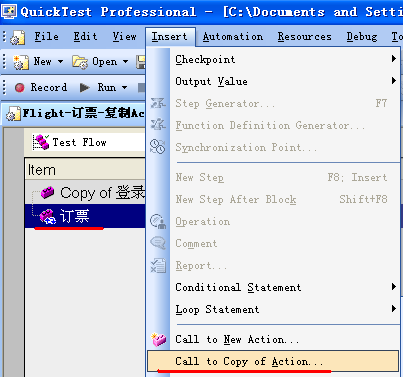 QuickTest Professional - [C:\Documents and Setti
File Edit View Insert Automation Resources Debug To
New Open
Record Run
Flight-订票-复制Ac
Test Flow
Item
Copy of 登录
订票
Checkpoint
Output Value
Step Generator... F7
Function Definition Generator...
Synchronization Point...
New Step F8; Insert
New Step After Block Shift+F8
Operation
Comment
Report...
Conditional Statement
Loop Statement
Call to New Action...
Call to Copy of Action...